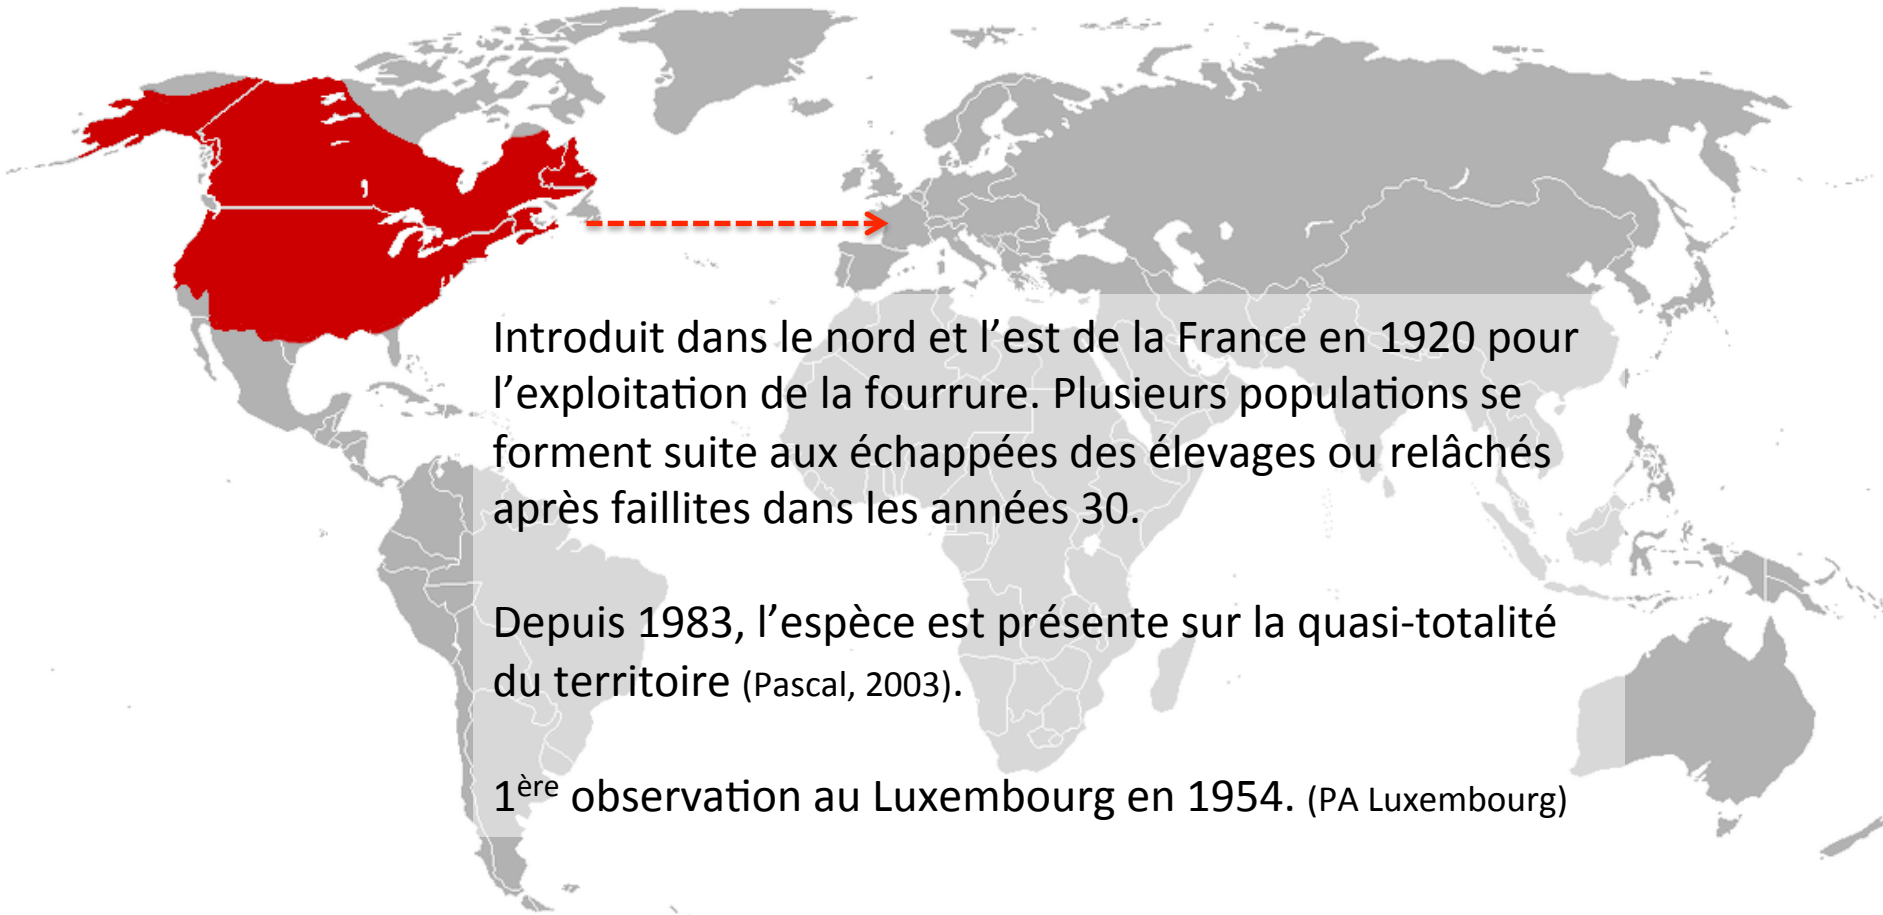 Introduit dans le nord et l’est de la France en 1920 pour
l’exploitation de la fourrure. Plusieurs populations se
forment suite aux échappées des élevages ou relâchés
après faillites dans les années 30.
Depuis 1983, l’espèce est présente sur la quasi-totalité
du territoire (Pascal, 2003).
1ère observation au Luxembourg en 1954. (PA Luxembourg)